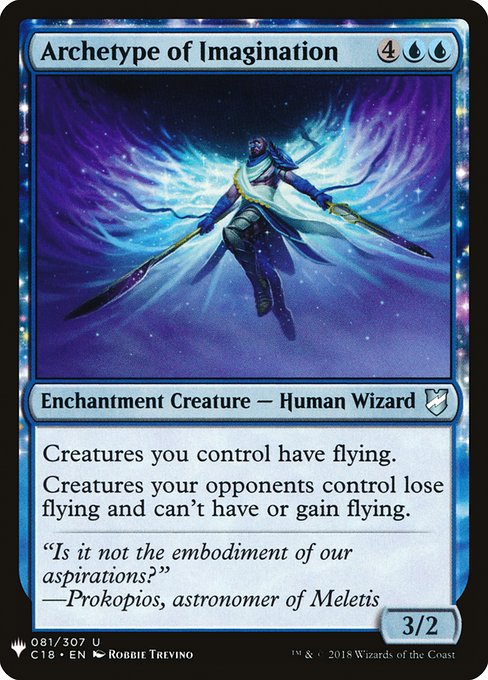 Archetype of Imagination 4
Enchantment Creature — Human Wizard
Creatures you control have flying.
Creatures your opponents control lose
flying and can't have or gain flying.
“Is it not the embodiment of our
aspirations?”
—Prokopios, astronomer of Meletis
3/2
081/307 U
C18 • EN Robbie Trevino
™ & © 2018 Wizards of the Coast